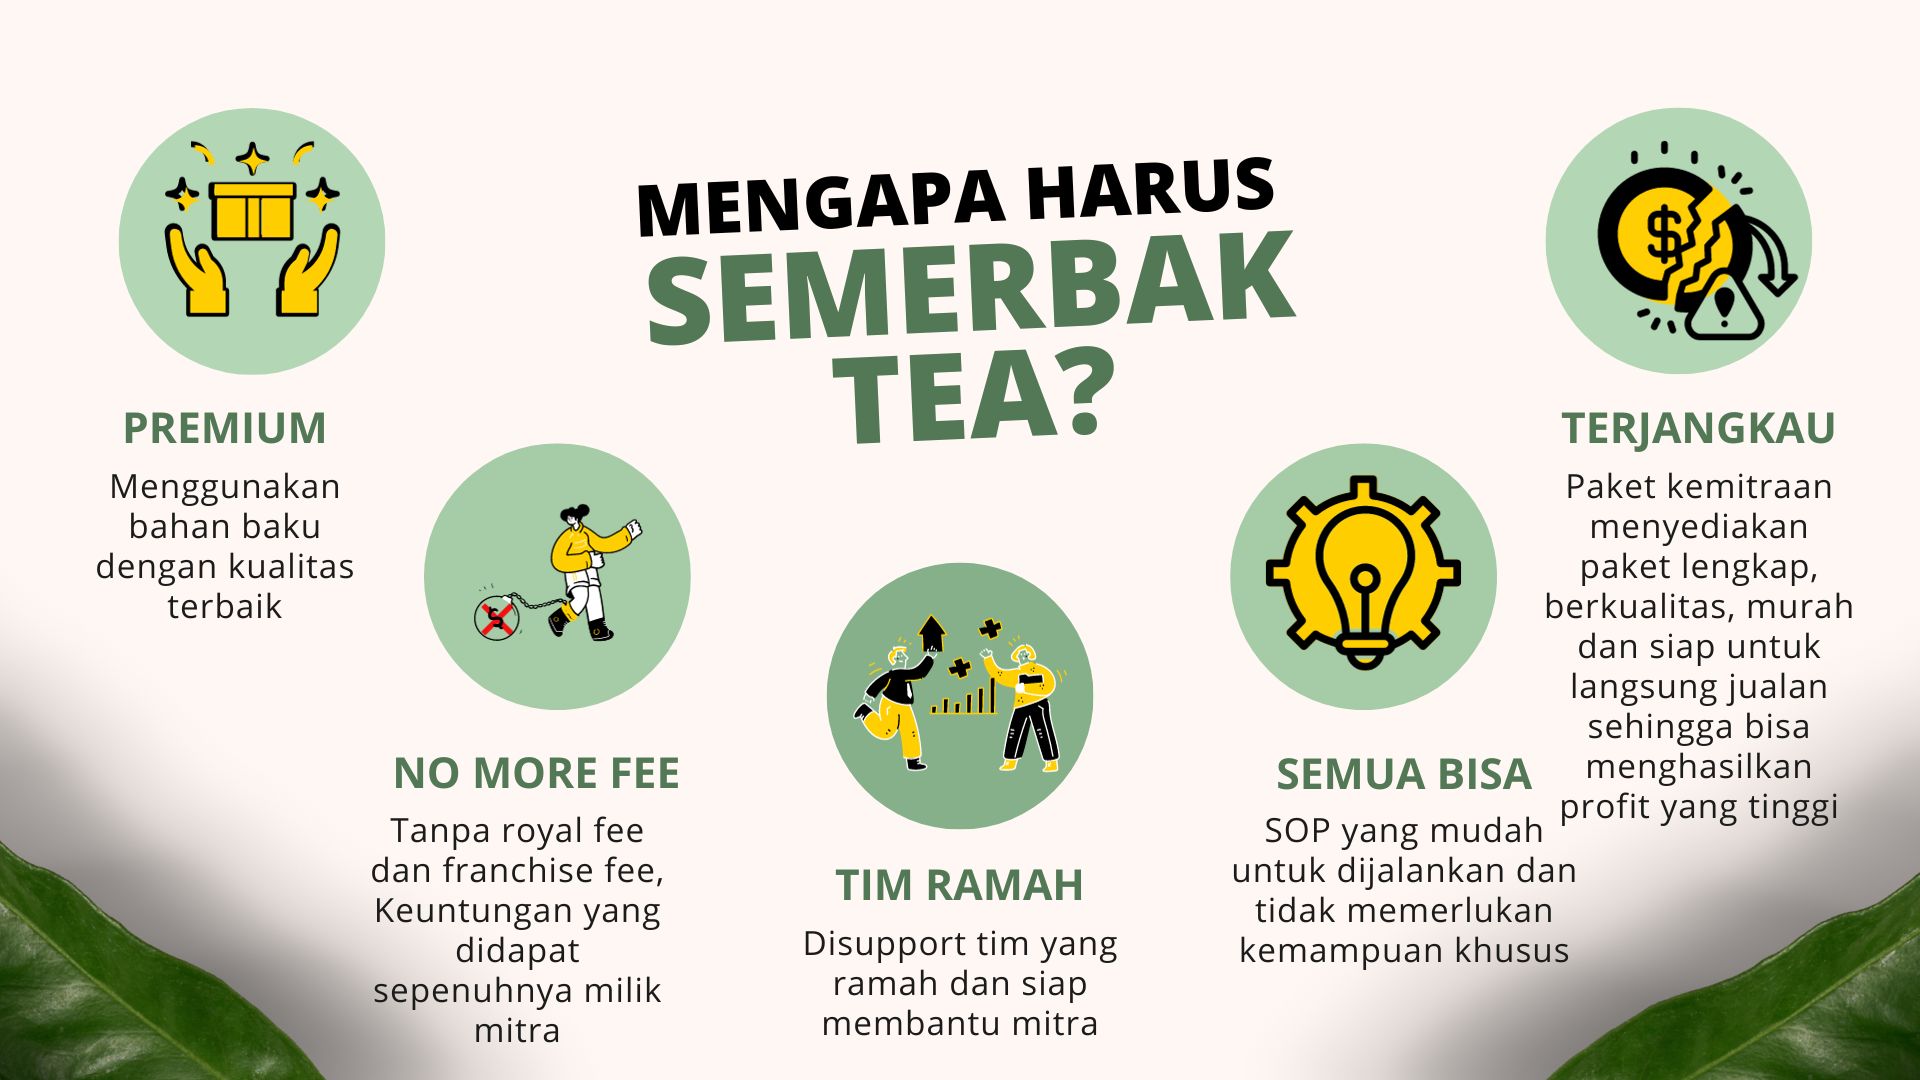 MENGAPA HARUS
SEMERBAK
TEA?
PREMIUM
Menggunakan
bahan baku
dengan kualitas
terbaik
NO MORE FEE
Tanpa royal fee
dan franchise fee,
Keuntungan yang
didapat
sepenuhnya milik
mitra
TIM RAMAH
Disupport tim yang
ramah dan siap
membantu mitra
SEMUA BISA
SOP yang mudah
untuk dijalankan dan
tidak memerlukan
kemampuan khusus
TERJANGKAU
Paket kemitraan
menyediakan
paket lengkap,
berkualitas, murah
dan siap untuk
langsung jualan
sehingga bisa
menghasilkan
profit yang tinggi